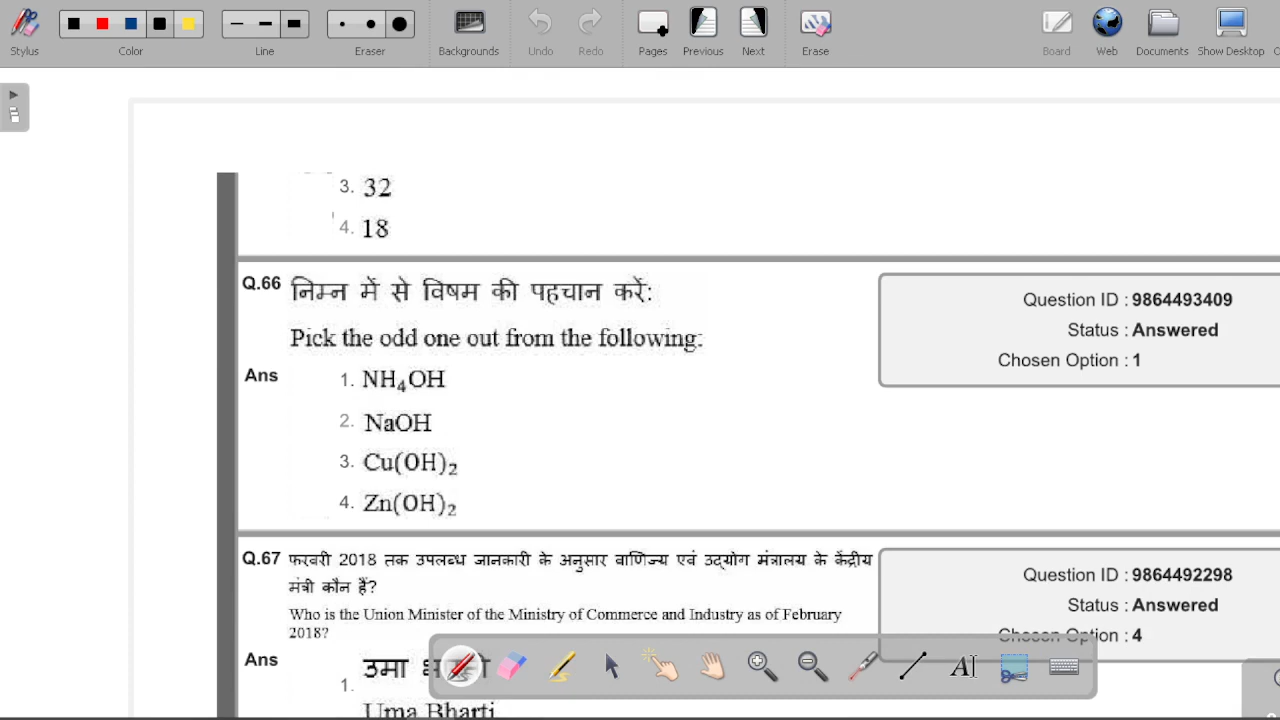 Stylus
Color
Line
Eraser
Backgrounds
Undo
Redo
Pages
Previous
Next
Erase
Board
Web
Documents
Show Desktop
3. 32
4. 18
Q.66 निम्न में से विषम की पहचान करें:
Pick the odd one out from the following:
Ans
1. NH₄OH
2. NaOH
3. Cu(OH)₂
4. Zn(OH)₂
Question ID : 9864493409
Status : Answered
Chosen Option : 1
Q.67 फरवरी 2018 तक उपलब्ध जानकारी के अनुसार वाणिज्य एवं उद्योग मंत्रालय के केंद्रीय
मंत्री कौन हैं?
Who is the Union Minister of the Ministry of Commerce and Industry as of February
2018?
Question ID : 9864492298
Status : Answered
Chosen Option : 4
Ans
1. उमा
Uma Bharti